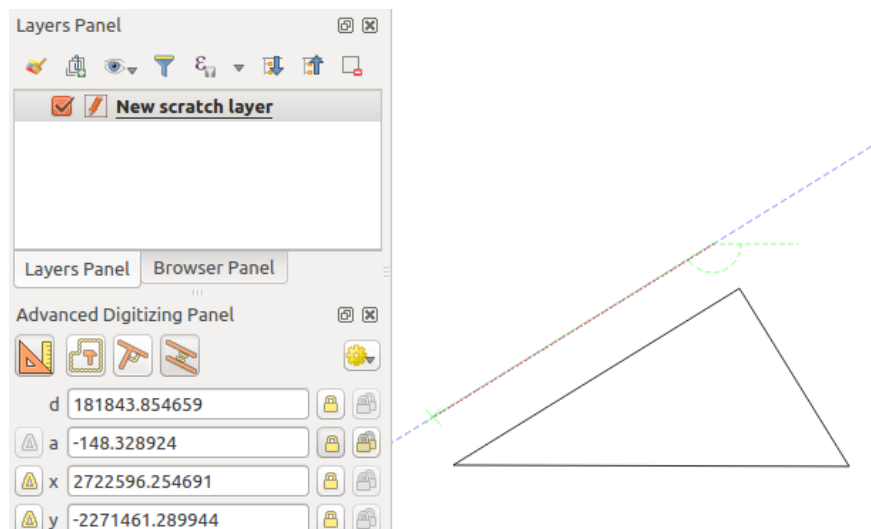 Layers Panel
New scratch layer
Layers Panel Browser Panel
Advanced Digitizing Panel
d 181843.854659
a -148.328924
x 2722596.254691
y -2271461.289944